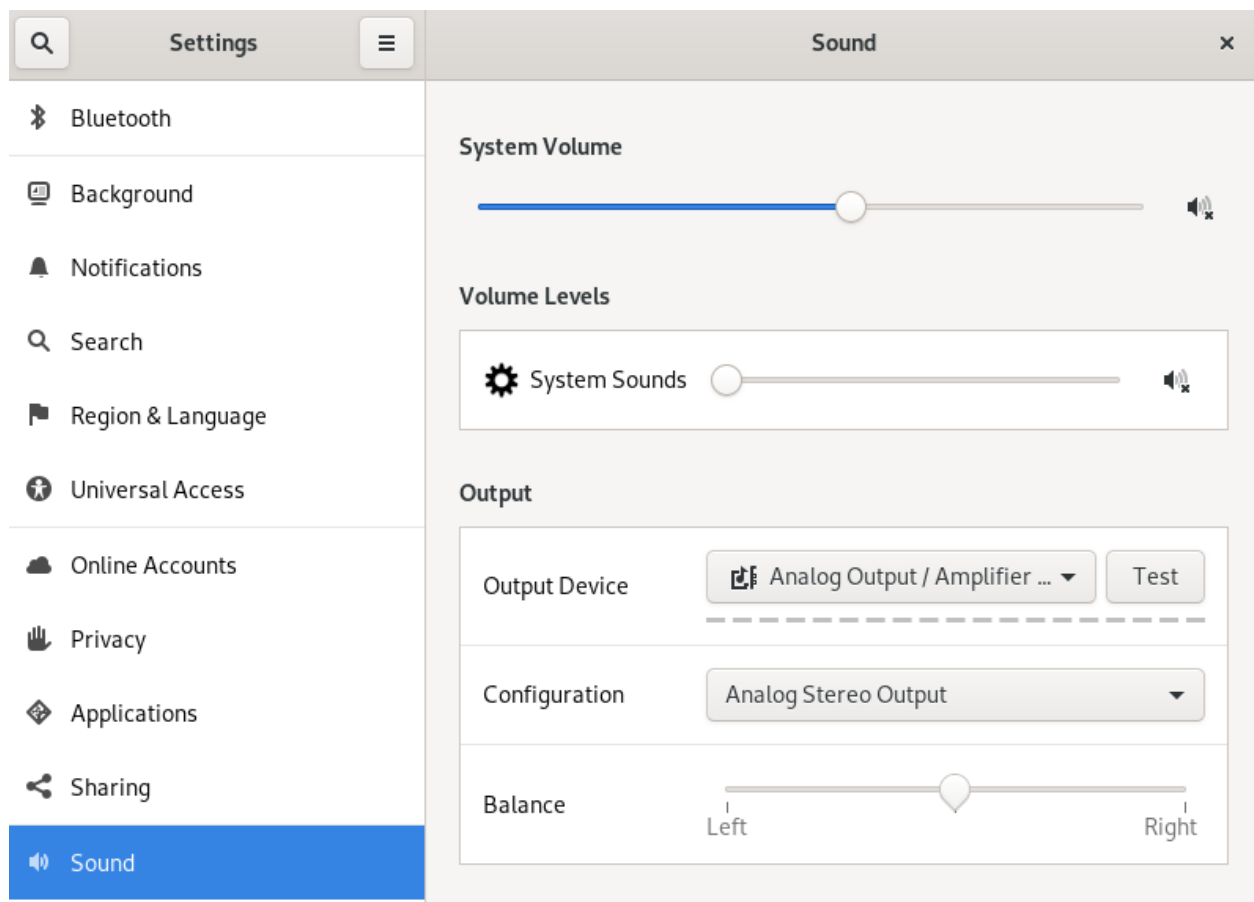 Settings
Sound
Bluetooth
Background
Notifications
Search
Region & Language
Universal Access
Online Accounts
Privacy
Applications
Sharing
Sound
System Volume
Volume Levels
System Sounds
Output
Output Device
Analog Output / Amplifier ...
Test
Configuration
Analog Stereo Output
Balance
Left
Right